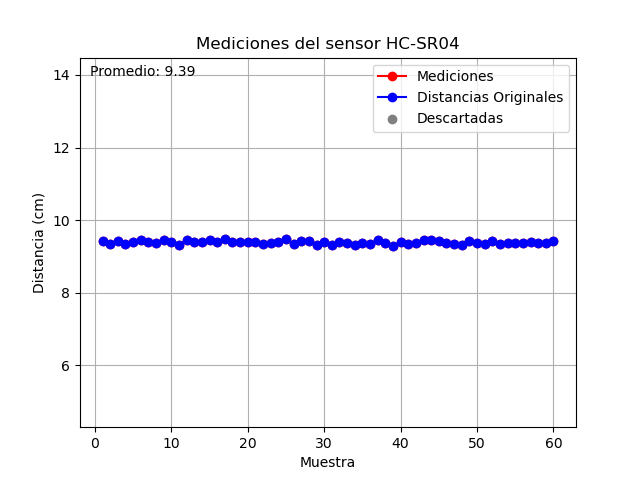 Mediciones del sensor HC-SR04
Promedio: 9.39
Mediciones
Distancias Originales
Descartadas
Distancia (cm)
14
12
10
8
6
0 10 20 30 40 50 60
Muestra